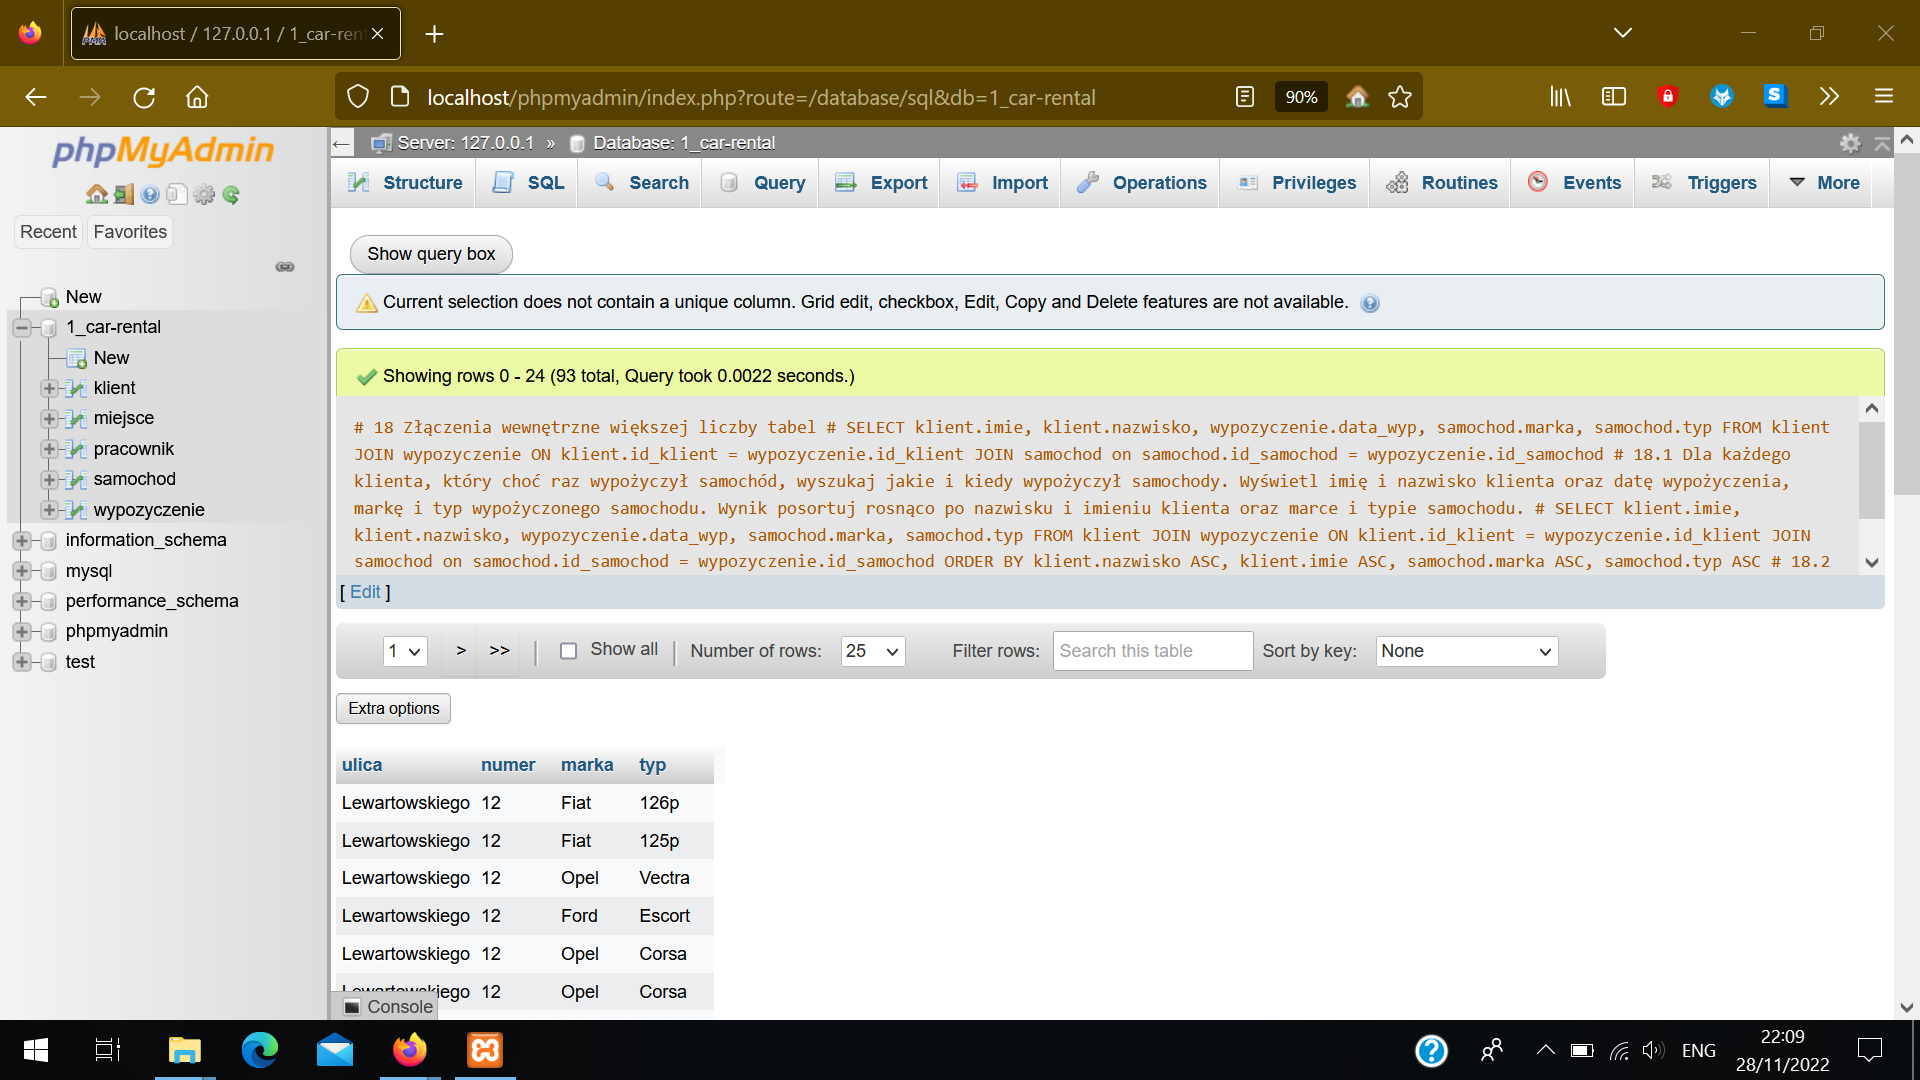 localhost / 127.0.0.1 / 1_car-ren
localhost/phpmyadmin/index.php?route=/database/sql&db=1_car-rental
90%
phpMyAdmin
Recent
Favorites
New
1_car-rental
New
klient
miejsce
pracownik
samochod
wypozyczenie
information_schema
mysql
performance_schema
phpmyadmin
test
Server: 127.0.0.1 » Database: 1_car-rental
Structure
SQL
Search
Query
Export
Import
Operations
Privileges
Routines
Events
Triggers
More
Show query box
Current selection does not contain a unique column. Grid edit, checkbox, Edit, Copy and Delete features are not available.
Showing rows 0 - 24 (93 total, Query took 0.0022 seconds.)
# 18 Złączenia wewnętrzne większej liczby tabel # SELECT klient.imie, klient.nazwisko, wypozyczenie.data_wyp, samochod.marka, samochod.typ FROM klient
JOIN wypozyczenie ON klient.id_klient = wypozyczenie.id_klient JOIN samochod on samochod.id_samochod = wypozyczenie.id_samochod # 18.1 Dla każdego
klienta, który choć raz wypożyczył samochód, wyszukaj jakie i kiedy wypożyczył samochody. Wyświetl imię i nazwisko klienta oraz datę wypożyczenia,
markę i typ wypożyczonego samochodu. Wynik posortuj rosnąco po nazwisku i imieniu klienta oraz marce i typie samochodu. # SELECT klient.imie,
klient.nazwisko, wypozyczenie.data_wyp, samochod.marka, samochod.typ FROM klient JOIN wypozyczenie ON klient.id_klient = wypozyczenie.id_klient JOIN
samochod on samochod.id_samochod = wypozyczenie.id_samochod ORDER BY klient.nazwisko ASC, klient.imie ASC, samochod.marka ASC, samochod.typ ASC # 18.2
[ Edit ]
1 > >> | Show all | Number of rows: 25 Filter rows: Search this table Sort by key: None
Extra options
ulica numer marka typ
Lewartowskiego 12 Fiat 126p
Lewartowskiego 12 Fiat 125p
Lewartowskiego 12 Opel Vectra
Lewartowskiego 12 Ford Escort
Lewartowskiego 12 Opel Corsa
Lewartowskiego 12 Opel Corsa
Console
ENG
22:09
28/11/2022